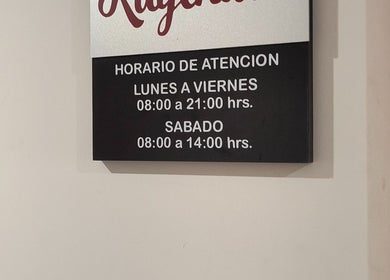 HORARIO DE ATENCION
LUNES A VIERNES
08:00 a 21:00 hrs.
SABADO
08:00 a 14:00 hrs.